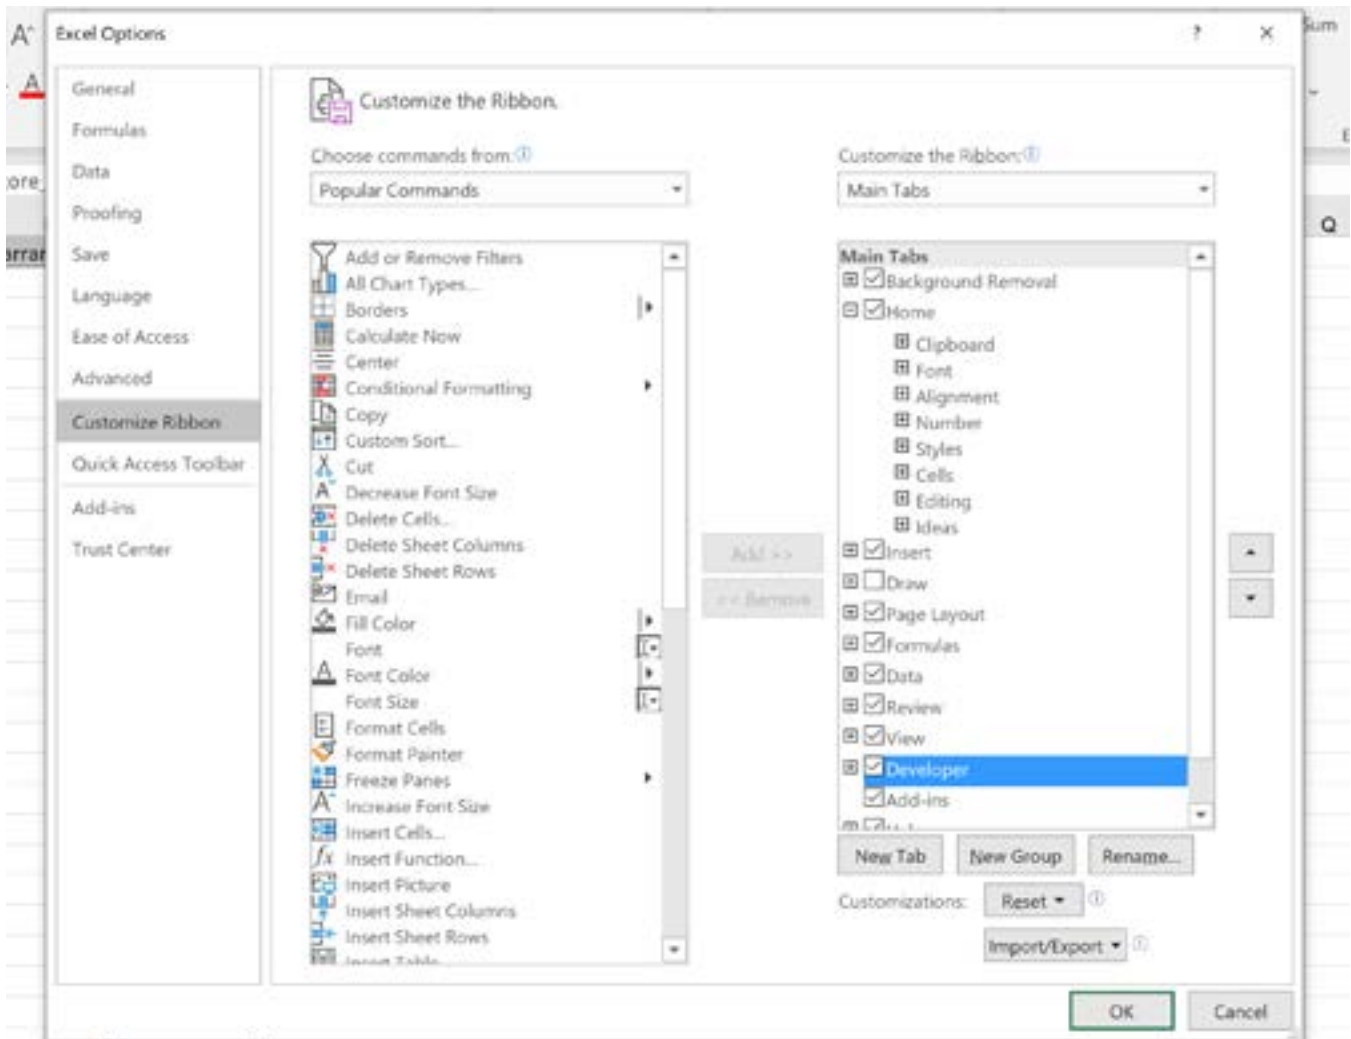 Excel Options
?
Sum
General
Formulas
Data
Proofing
Save
Language
Ease of Access
Advanced
Customize Ribbon
Quick Access Toolbar
Add-ins
Trust Center
Customize the Ribbon.
Choose commands from:
Popular Commands
Add or Remove Filters
All Chart Types...
Borders
Calculate Now
Center
Conditional Formatting
Copy
Custom Sort...
Cut
Decrease Font Size
Delete Cells...
Delete Sheet Columns
Delete Sheet Rows
Email
Fill Color
Font
Font Color
Font Size
Format Cells
Format Painter
Freeze Panes
Increase Font Size
Insert Cells...
Insert Function...
Insert Picture
Insert Sheet Columns
Insert Sheet Rows
Insert Table...
Add >>
<< Remove
Customize the Ribbon:
Main Tabs
Main Tabs
Background Removal
Home
Clipboard
Font
Alignment
Number
Styles
Cells
Editing
Ideas
Insert
Draw
Page Layout
Formulas
Data
Review
View
Developer
Add-ins
New Tab
New Group
Rename...
Customizations:
Reset
Import/Export
OK
Cancel
Q